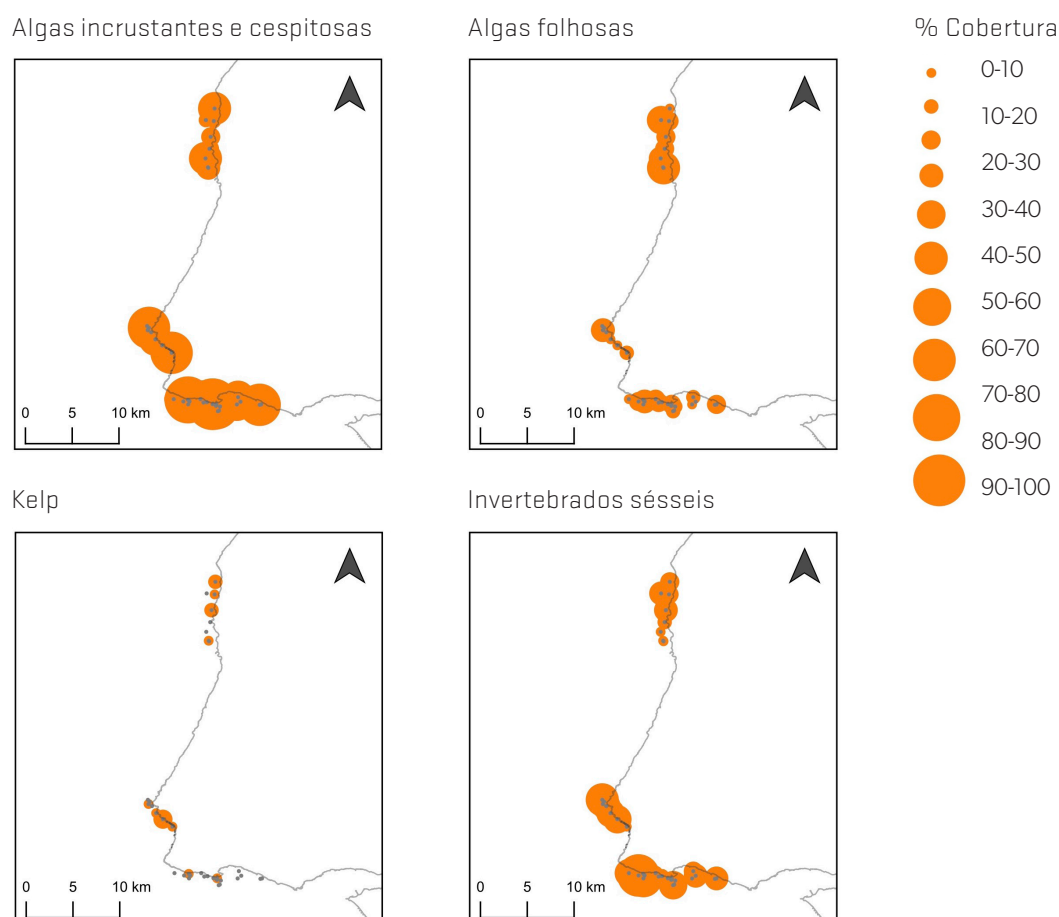 Algas incrustantes e cespitosas
Algas folhosas
% Cobertura
0-10
10-20
20-30
30-40
40-50
50-60
60-70
70-80
80-90
90-100
0 5 10 km
0 5 10 km
Kelp
Invertebrados sésseis
0 5 10 km
0 5 10 km